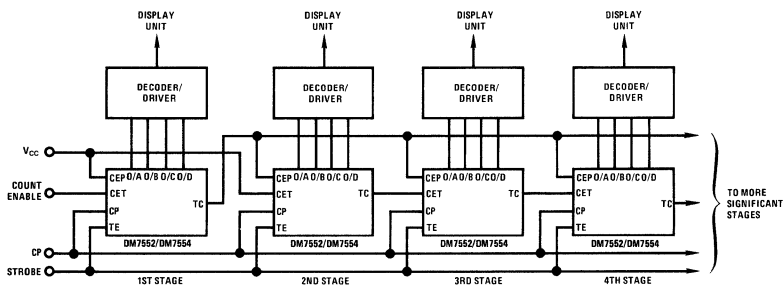 DISPLAY UNIT DISPLAY UNIT DISPLAY UNIT DISPLAY UNIT
DECODER/ DRIVER DECODER/ DRIVER DECODER/ DRIVER DECODER/ DRIVER
VCC
COUNT ENABLE
CEP O/A O/B O/C O/D CEP O/A O/B O/C O/D CEP O/A O/B O/C O/D CEP O/A O/B O/C O/D
CET TC CET TC CET TC CET TC
CP CP CP CP
TE TE TE TE
TO MORE
SIGNIFICANT
STAGES
DM7552/DM7554 DM7552/DM7554 DM7552/DM7554 DM7552/DM7554
CP
STROBE
1ST STAGE 2ND STAGE 3RD STAGE 4TH STAGE